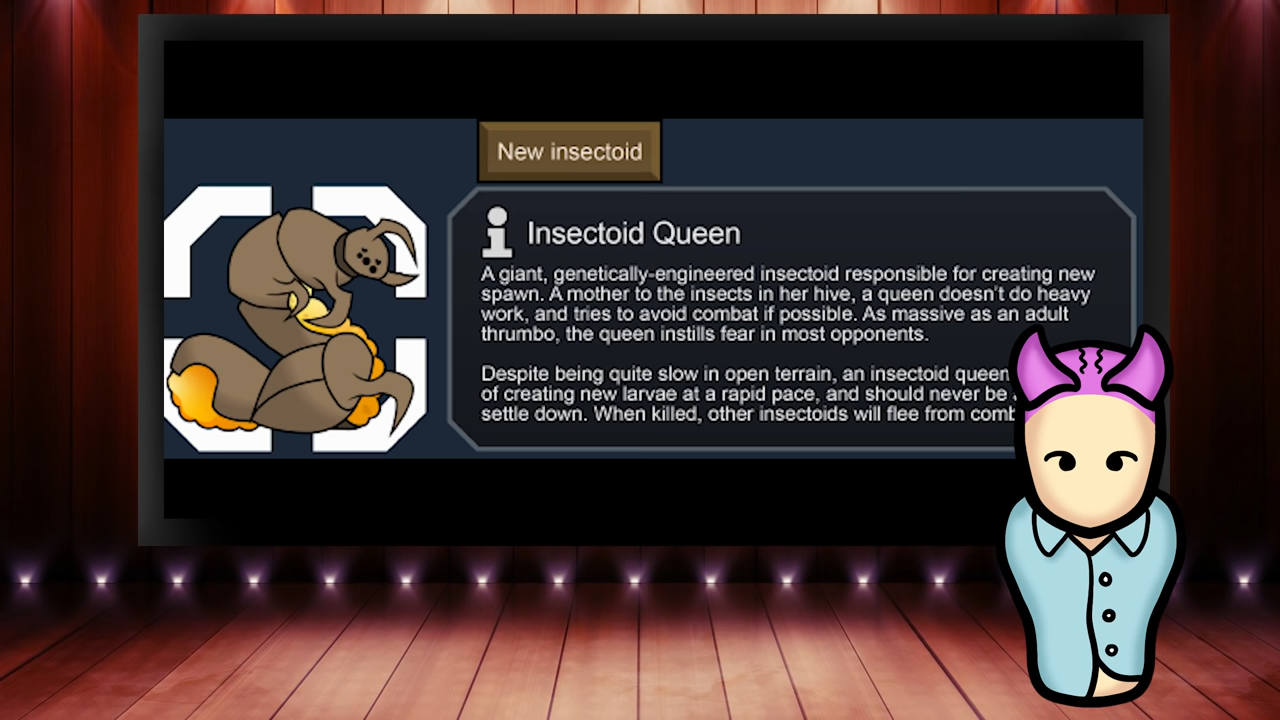 New insectoid
Insectoid Queen
A giant, genetically-engineered insectoid responsible for creating new
spawn. A mother to the insects in her hive, a queen doesn't do heavy
work, and tries to avoid combat if possible. As massive as an adult
thrumbo, the queen instills fear in most opponents.
Despite being quite slow in open terrain, an insectoid queen
of creating new larvae at a rapid pace, and should never be
settle down. When killed, other insectoids will flee from